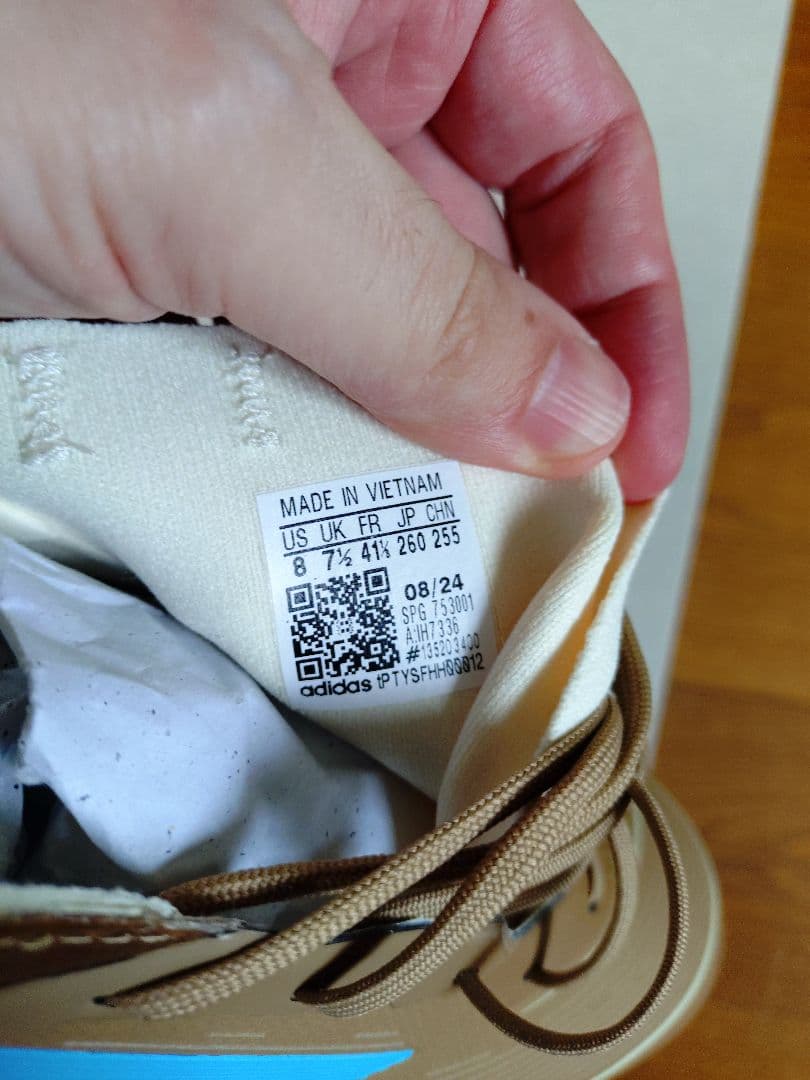 MADE IN VIETNAM
US UK FR JP CHN
8 7½ 41⅓ 260 255
08/24
SPG 753001
A:IH7336
#135203400
adidas tPTYSFHH00012